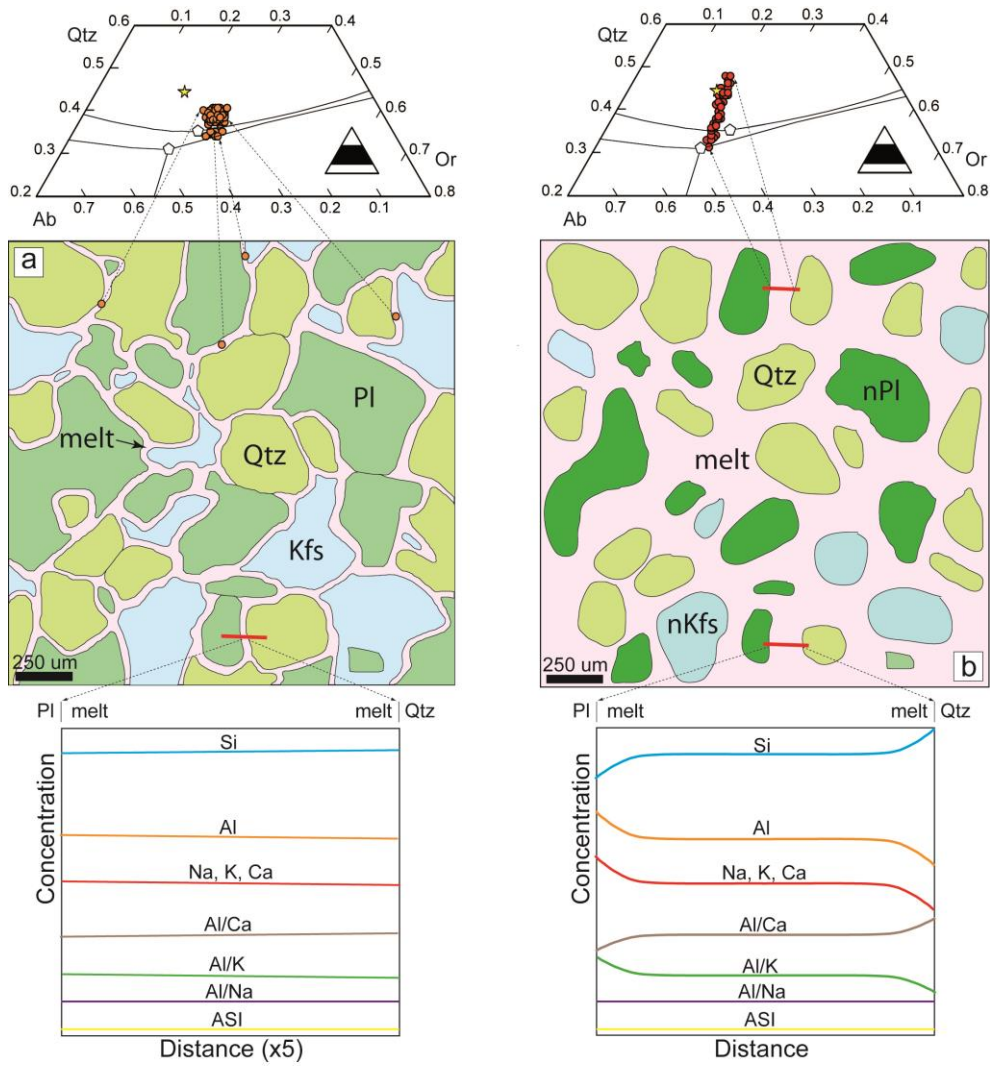 0.1 0.2 0.3
0.6 0.4
Qtz
0.5 0.5
0.4 0.6
0.3 0.7
Or
0.2 0.8
Ab 0.7 0.6 0.5 0.4 0.3 0.2 0.1
a
Pl
melt
Qtz
Kfs
250 um
Pl melt melt Qtz
Concentration
Si
Al
Na, K, Ca
Al/Ca
Al/K
Al/Na
ASI
Distance (x5)
0.1 0.2 0.3
0.6 0.4
Qtz
0.5 0.5
0.4 0.6
0.3 0.7
Or
0.2 0.8
Ab 0.7 0.6 0.5 0.4 0.3 0.2 0.1
Qtz
nPl
melt
nKfs
250 um
b
Pl melt melt Qtz
Concentration
Si
Al
Na, K, Ca
Al/Ca
Al/K
Al/Na
ASI
Distance